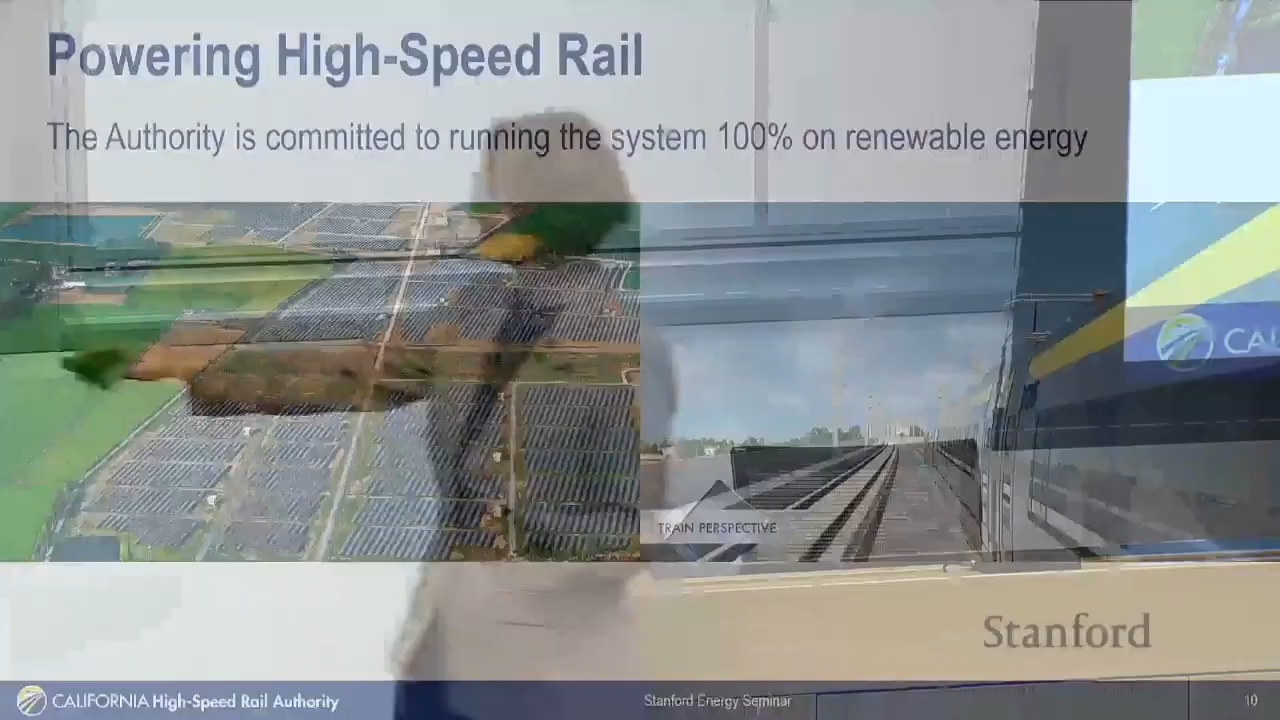 Powering High-Speed Rail
The Authority is committed to running the system 100% on renewable energy
CAL
TRAIN PERSPECTIVE
Stanford
CALIFORNIA High-Speed Rail Authority
Stanford Energy Seminar
10